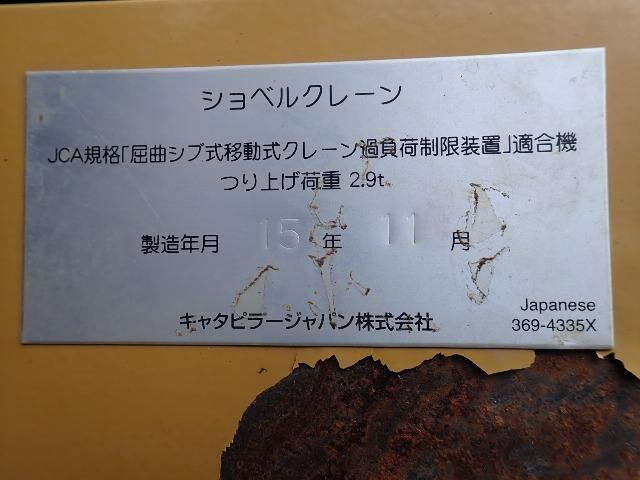 ショベルクレーン
JCA規格「屈曲ジブ式移動式クレーン過負荷制限装置」適合機
つり上げ荷重 2.9t
製造年月 15 年 11 月
キャタピラージャパン株式会社
Japanese
369-4335X